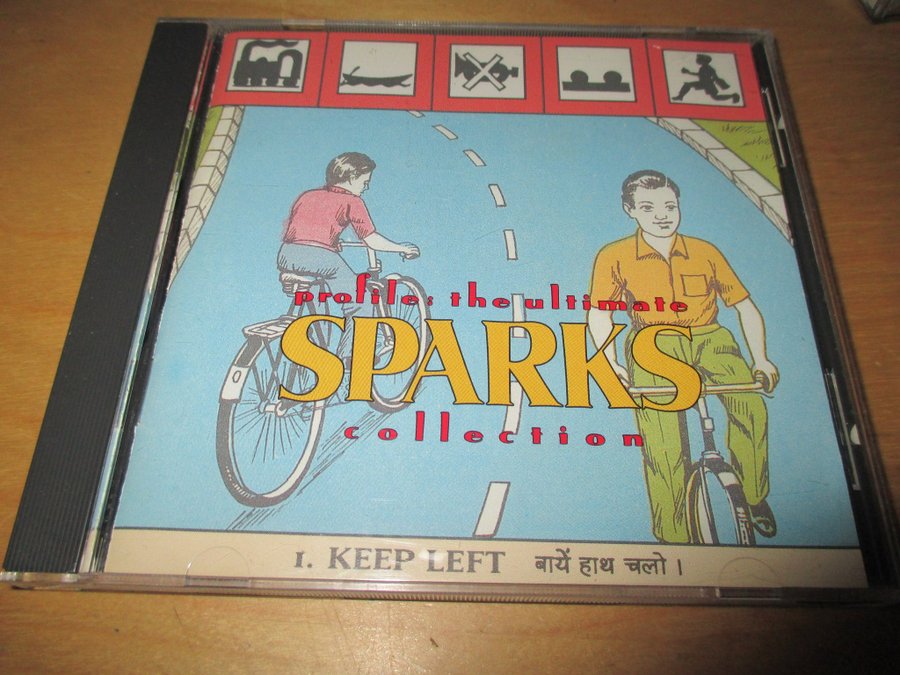 profile: the ultimate
SPARKS
collection
1. KEEP LEFT बायें हाथ चलो।